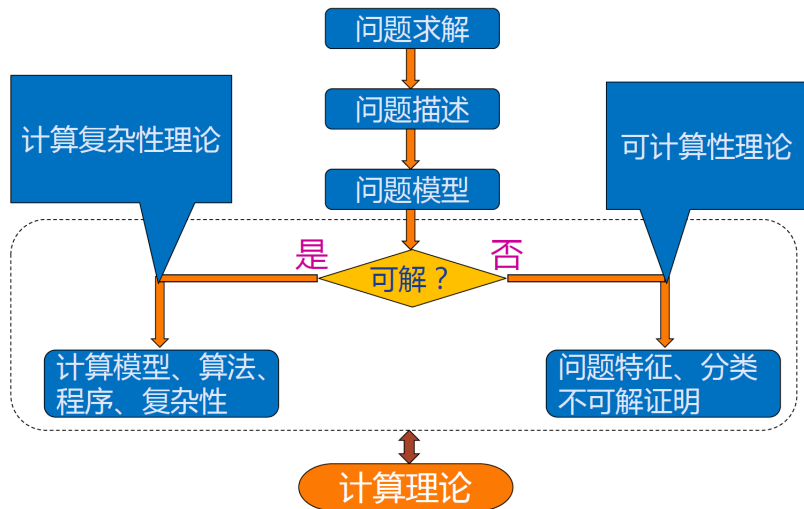 问题求解
问题描述
问题模型
计算复杂性理论
可计算性理论
是
否
可解？
计算模型、算法、
程序、复杂性
问题特征、分类
不可解证明
计算理论